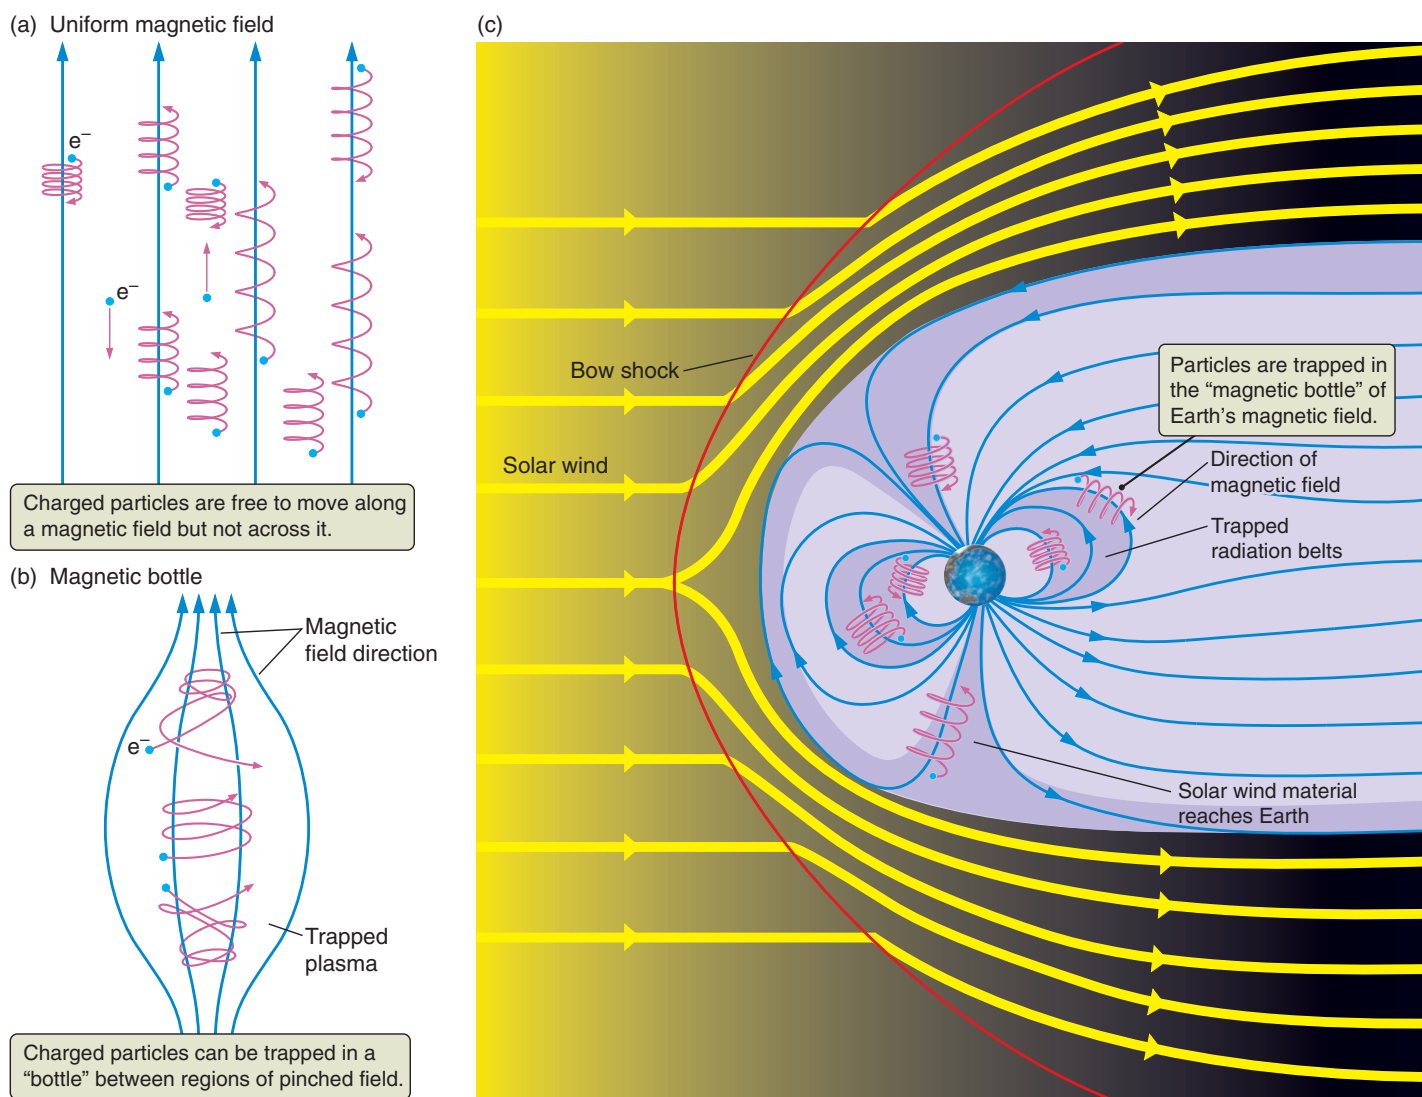 (a) Uniform magnetic field
e–
e–
Charged particles are free to move along
a magnetic field but not across it.
(b) Magnetic bottle
Magnetic
field direction
e–
Trapped
plasma
Charged particles can be trapped in a
“bottle” between regions of pinched field.
(c)
Bow shock
Solar wind
Particles are trapped in
the “magnetic bottle” of
Earth’s magnetic field.
Direction of
magnetic field
Trapped
radiation belts
Solar wind material
reaches Earth